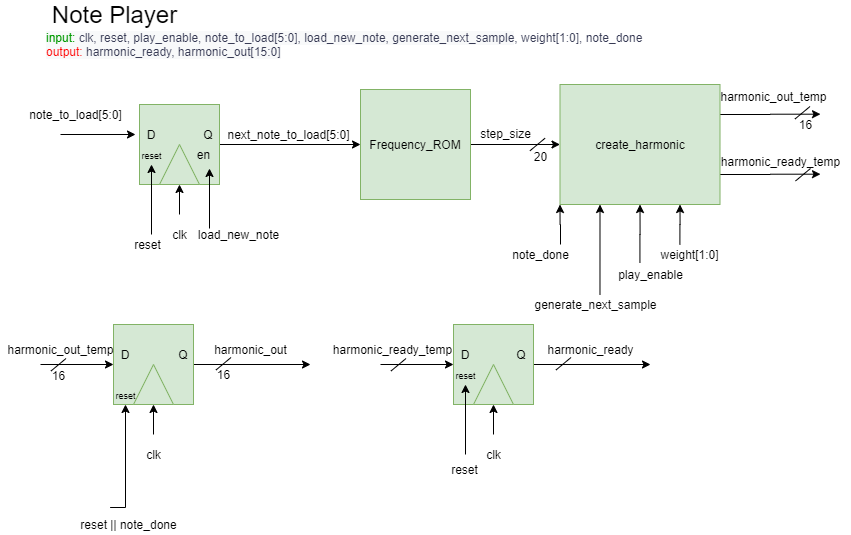 Note Player
input: clk, reset, play_enable, note_to_load[5:0], load_new_note, generate_next_sample, weight[1:0], note_done
output: harmonic_ready, harmonic_out[15:0]
note_to_load[5:0]
D
Q
reset
en
reset
clk
load_new_note
next_note_to_load[5:0]
Frequency_ROM
step_size
20
create_harmonic
harmonic_out_temp
16
harmonic_ready_temp
note_done
weight[1:0]
play_enable
generate_next_sample
harmonic_out_temp
16
D
Q
reset
harmonic_out
16
clk
reset || note_done
harmonic_ready_temp
D
Q
reset
harmonic_ready
clk
reset